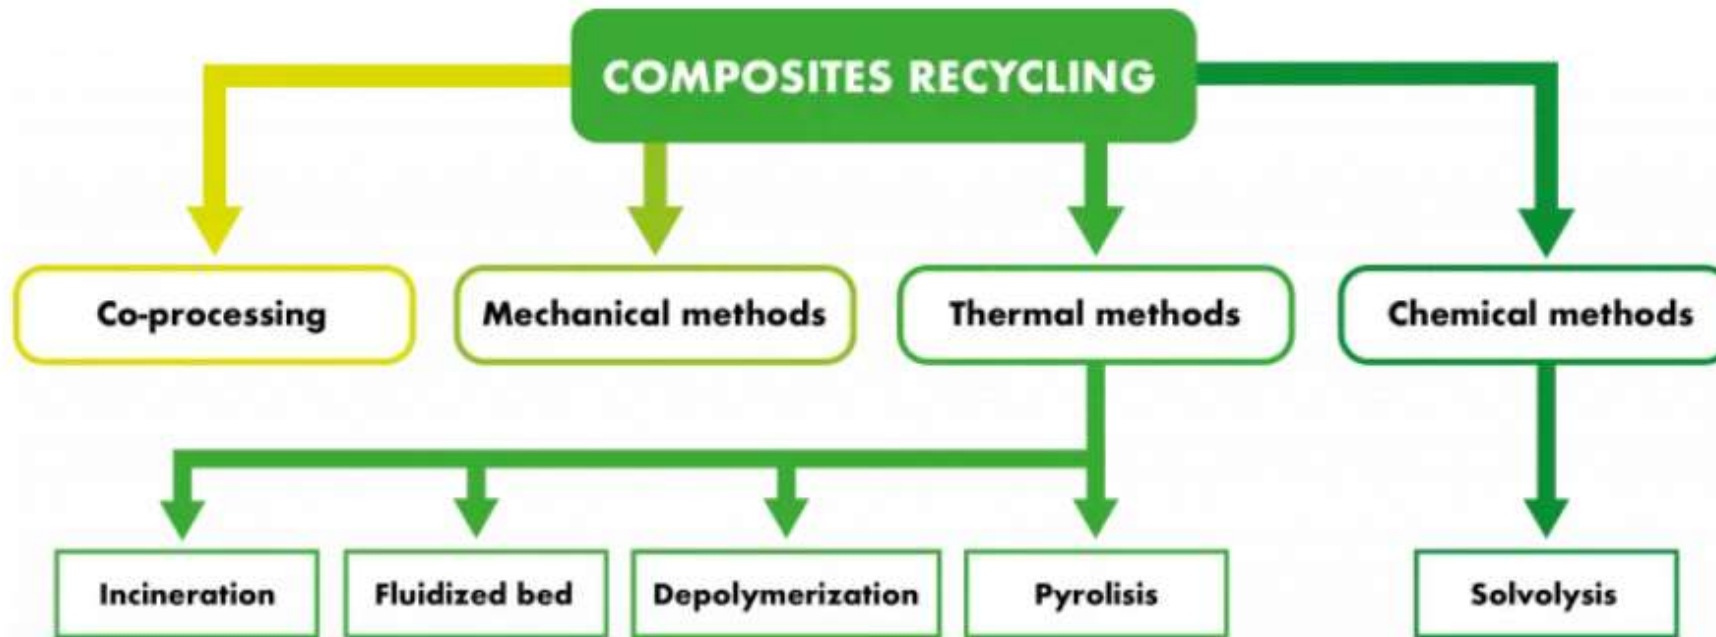 COMPOSITES RECYCLING
Co-processing
Mechanical methods
Thermal methods
Chemical methods
Incineration
Fluidized bed
Depolymerization
Pyrolisis
Solvolysis